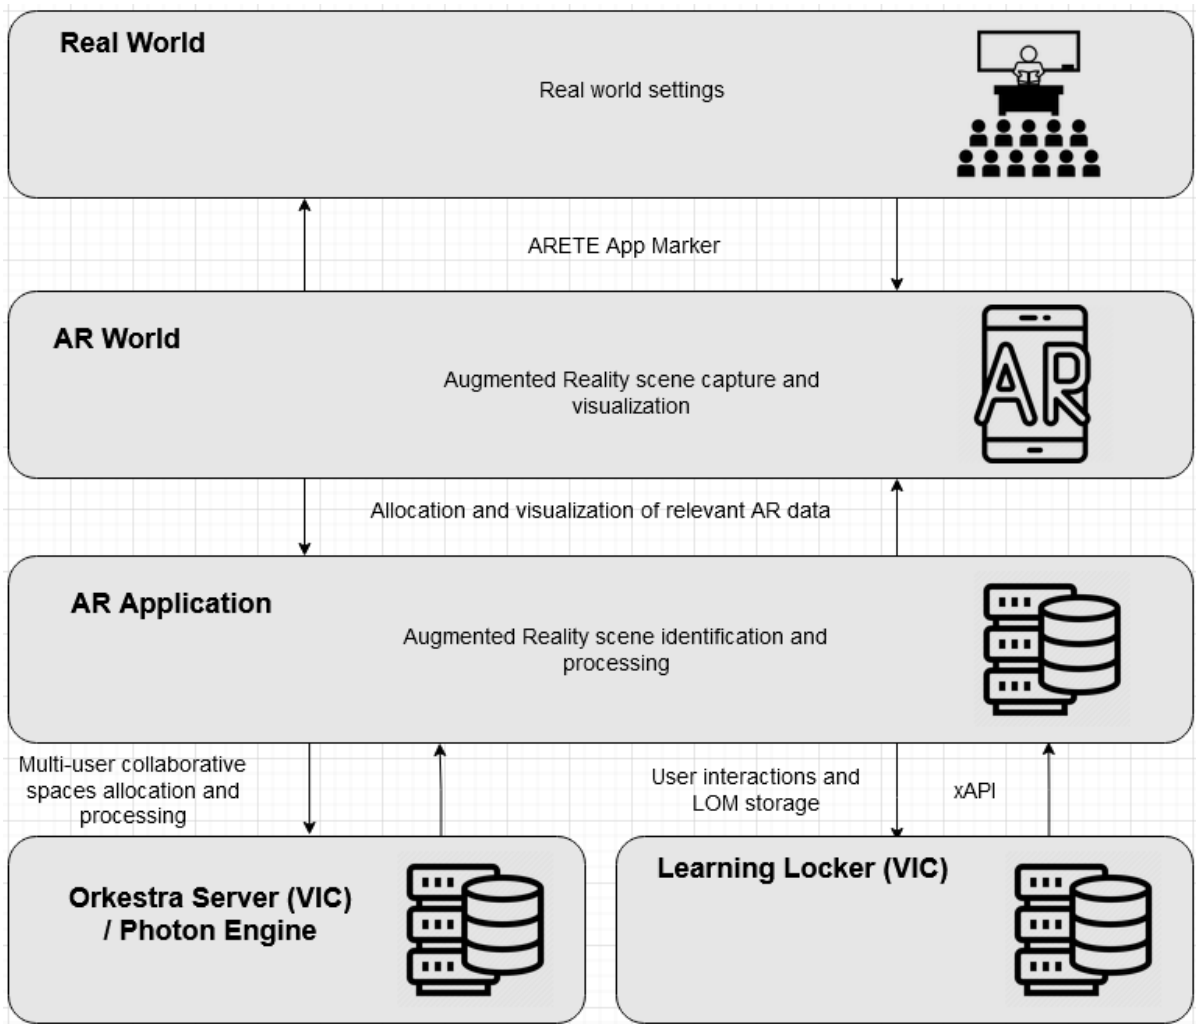 Real World
Real world settings
ARETE App Marker
AR World
Augmented Reality scene capture and
visualization
AR
Allocation and visualization of relevant AR data
AR Application
Augmented Reality scene identification and
processing
Multi-user collaborative
spaces allocation and
processing
User interactions and
LOM storage
xAPI
Orkestra Server (VIC)
/ Photon Engine
Learning Locker (VIC)